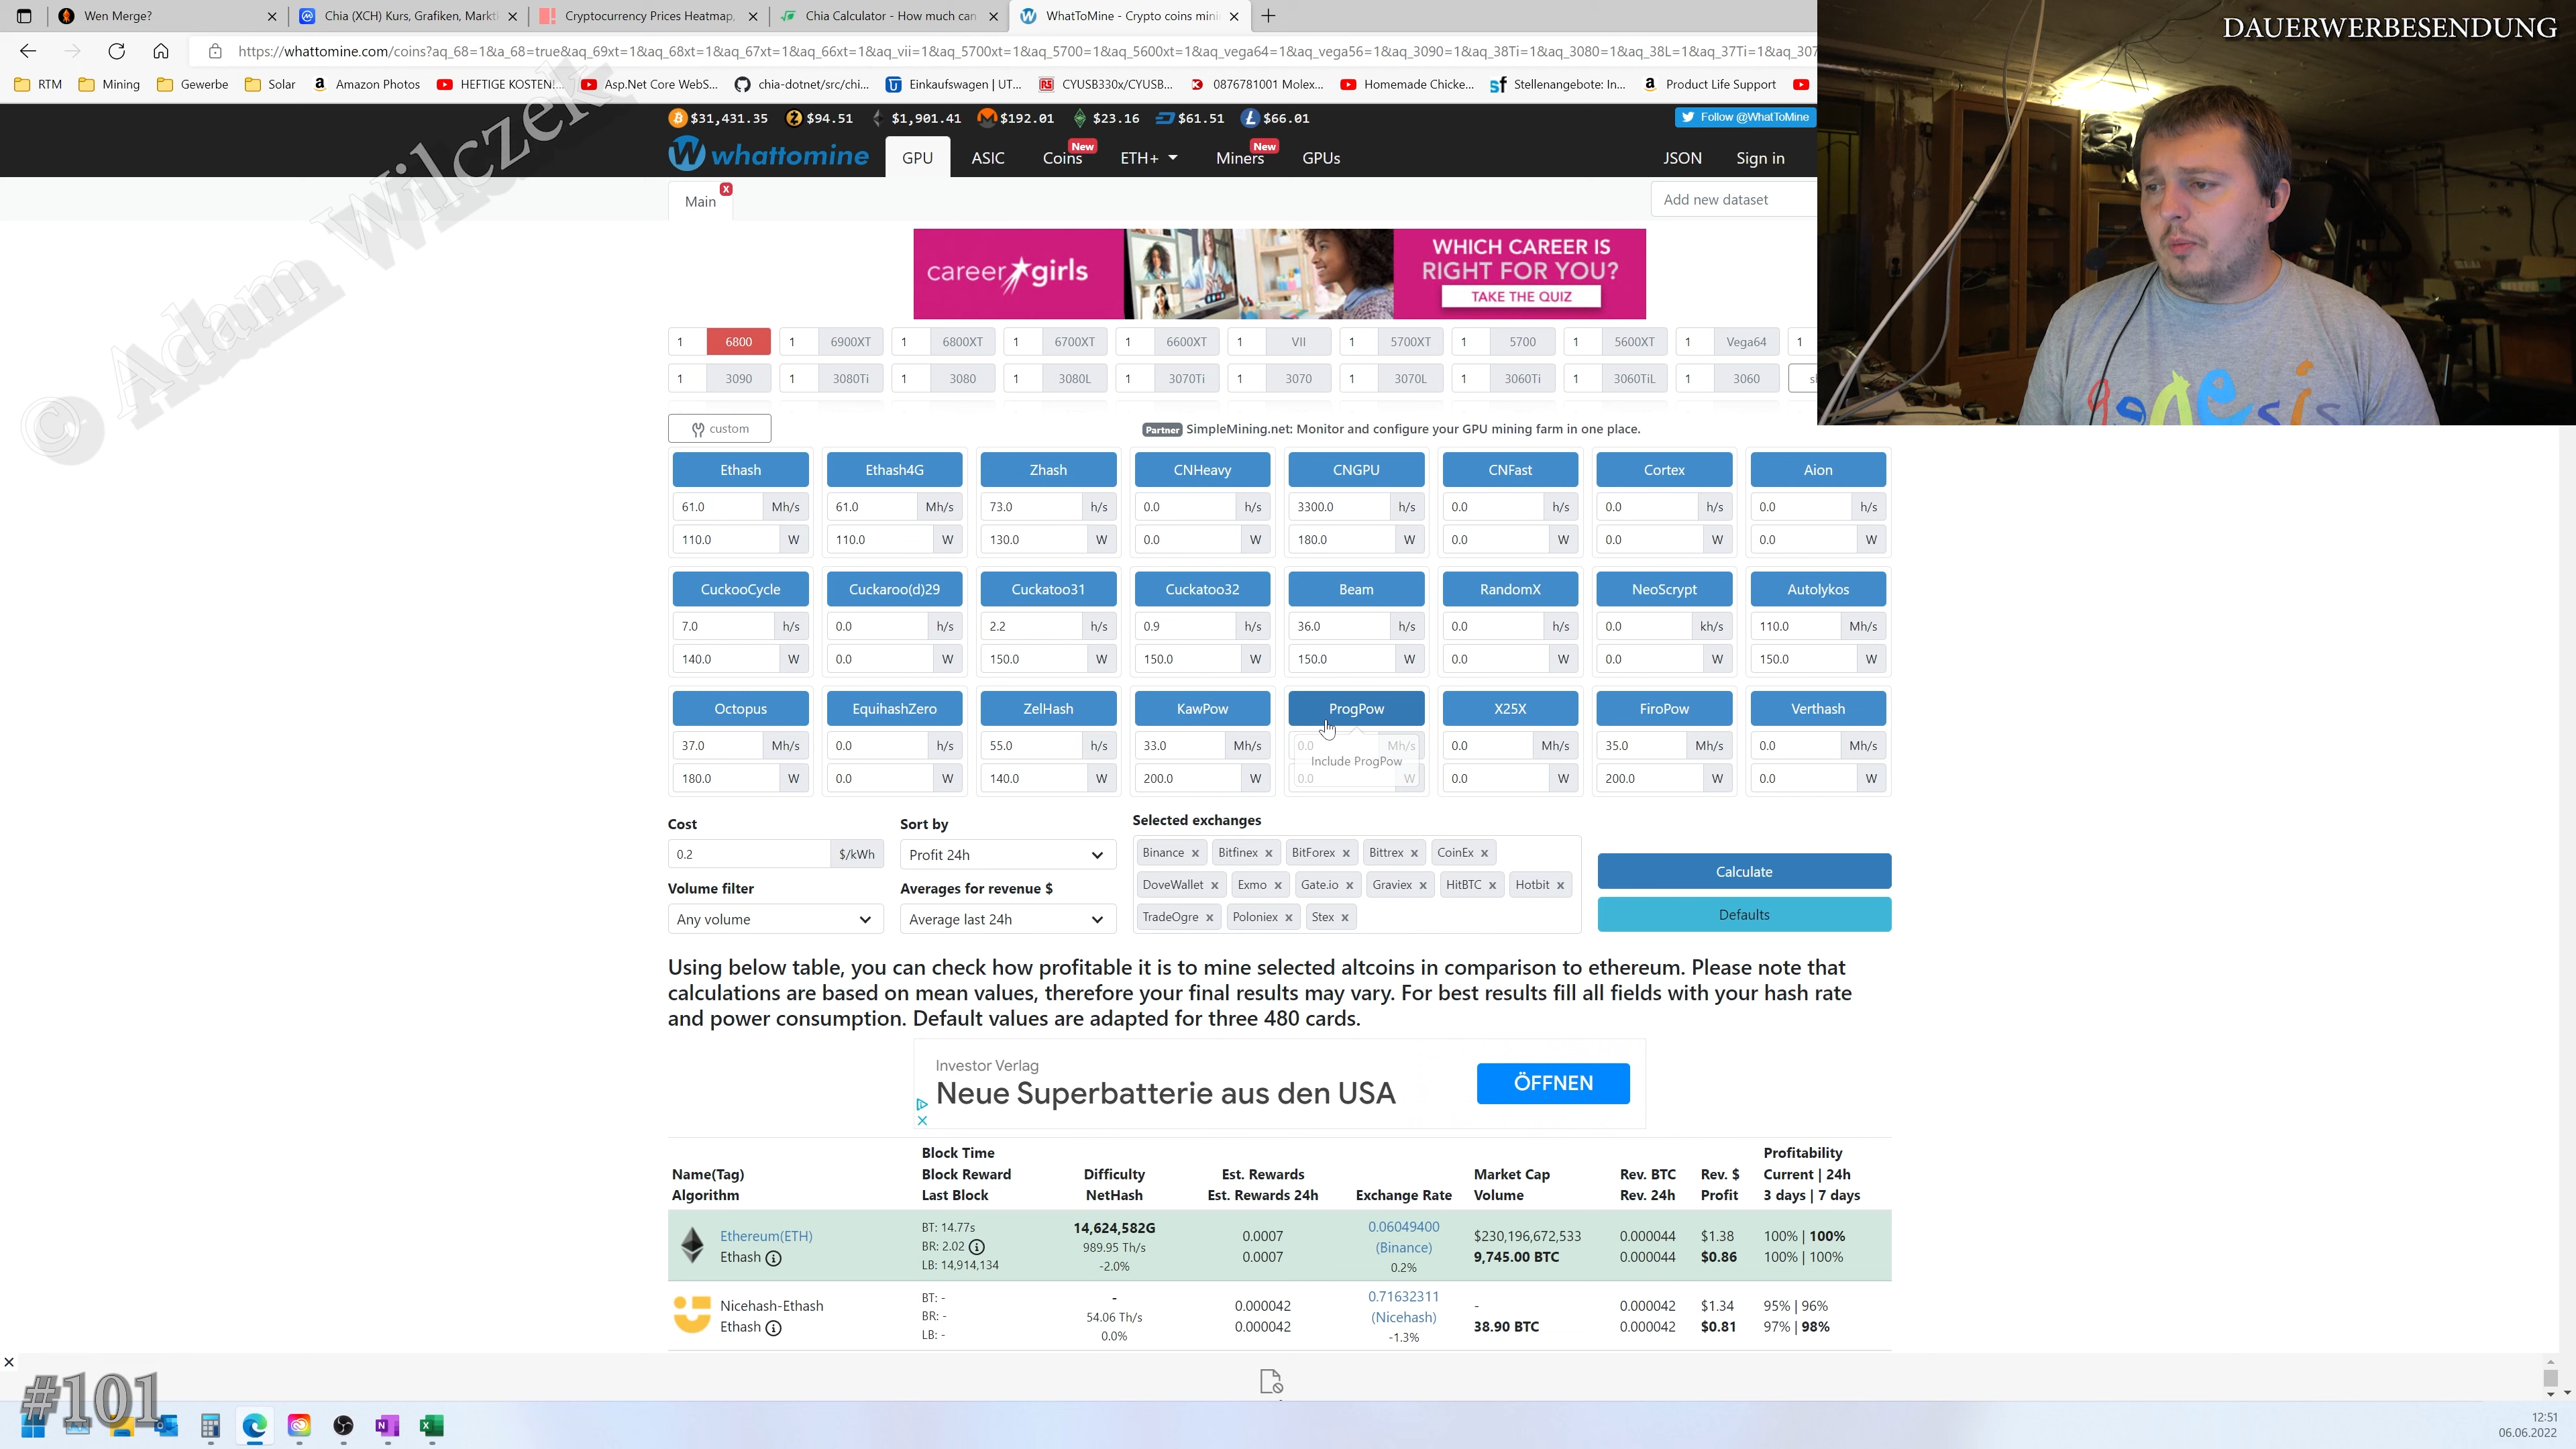 Wen Merge?
Chia (XCH) Kurs, Grafiken, Markt
Cryptocurrency Prices Heatmap,
Chia Calculator - How much can
WhatToMine - Crypto coins mini
DAUERWERBESENDUNG
https://whattomine.com/coins?aq_68=1&a_68=true&aq_69xt=1&aq_68xt=1&aq_67xt=1&aq_66xt=1&aq_vii=1&aq_5700xt=1&aq_5700=1&aq_5600xt=1&aq_vega64=1&aq_vega56=1&aq_3090=1&aq_38Ti=1&aq_3080=1&aq_38L=1&aq_37Ti=1&aq_307
RTM Mining Gewerbe Solar Amazon Photos HEFTIGE KOSTEN!... Asp.Net Core WebS... chia-dotnet/src/chi... Einkaufswagen | UT... CYUSB330x/CYUSB... 0876781001 Molex... Homemade Chicke... Stellenangebote: In... Product Life Support
$31,431.35 $94.51 $1,901.41 $192.01 $23.16 $61.51 $66.01
Follow @WhatToMine
whattomine GPU ASIC Coins New ETH+ Miners New GPUs JSON Sign in
Main x
Add new dataset
© Adam Wilczek
career girls
WHICH CAREER IS
RIGHT FOR YOU?
TAKE THE QUIZ
1 6800 1 6900XT 1 6800XT 1 6700XT 1 6600XT 1 VII 1 5700XT 1 5700 1 5600XT 1 Vega64 1
1 3090 1 3080Ti 1 3080 1 3080L 1 3070Ti 1 3070 1 3070L 1 3060Ti 1 3060TiL 1 3060
genesis
custom
Partner SimpleMining.net: Monitor and configure your GPU mining farm in one place.
Ethash Ethash4G Zhash CNHeavy CNGPU CNFast Cortex Aion
61.0 Mh/s 61.0 Mh/s 73.0 h/s 0.0 h/s 3300.0 h/s 0.0 h/s 0.0 h/s 0.0 h/s
110.0 W 110.0 W 130.0 W 0.0 W 180.0 W 0.0 W 0.0 W 0.0 W
CuckooCycle Cuckaroo(d)29 Cuckatoo31 Cuckatoo32 Beam RandomX NeoScrypt Autolykos
7.0 h/s 0.0 h/s 2.2 h/s 0.9 h/s 36.0 h/s 0.0 h/s 0.0 kh/s 110.0 Mh/s
140.0 W 0.0 W 150.0 W 150.0 W 150.0 W 0.0 W 0.0 W 150.0 W
Octopus EquihashZero ZelHash KawPow ProgPow X25X FiroPow Verthash
37.0 Mh/s 0.0 h/s 55.0 h/s 33.0 Mh/s 0.0 Mh/s 0.0 Mh/s 35.0 Mh/s 0.0 Mh/s
Include ProgPow
180.0 W 0.0 W 140.0 W 200.0 W 0.0 W 0.0 W 200.0 W 0.0 W
Cost Sort by Selected exchanges
0.2 $/kWh Profit 24h
Binance x Bitfinex x BitForex x Bittrex x CoinEx x
Calculate
Volume filter Averages for revenue $
DoveWallet x Exmo x Gate.io x Graviex x HitBTC x Hotbit x
Any volume Average last 24h
TradeOgre x Poloniex x Stex x
Defaults
Using below table, you can check how profitable it is to mine selected altcoins in comparison to ethereum. Please note that
calculations are based on mean values, therefore your final results may vary. For best results fill all fields with your hash rate
and power consumption. Default values are adapted for three 480 cards.
Investor Verlag
Neue Superbatterie aus den USA
ÖFFNEN
Block Time Profitability
Name(Tag) Block Reward Difficulty Est. Rewards Market Cap Rev. BTC Rev. $ Current | 24h
Algorithm Last Block NetHash Est. Rewards 24h Exchange Rate Volume Rev. 24h Profit 3 days | 7 days
BT: 14.77s 14,624,582G 0.06049400
Ethereum(ETH) BR: 2.02 989.95 Th/s 0.0007 (Binance) $230,196,672,533 0.000044 $1.38 100% | 100%
Ethash LB: 14,914,134 -2.0% 0.0007 0.2% 9,745.00 BTC 0.000044 $0.86 100% | 100%
BT: - - 0.71632311
Nicehash-Ethash BR: - 54.06 Th/s 0.000042 (Nicehash) - 0.000042 $1.34 95% | 96%
Ethash LB: - 0.0% 0.000042 -1.3% 38.90 BTC 0.000042 $0.81 97% | 98%
#101
12:51
06.06.2022